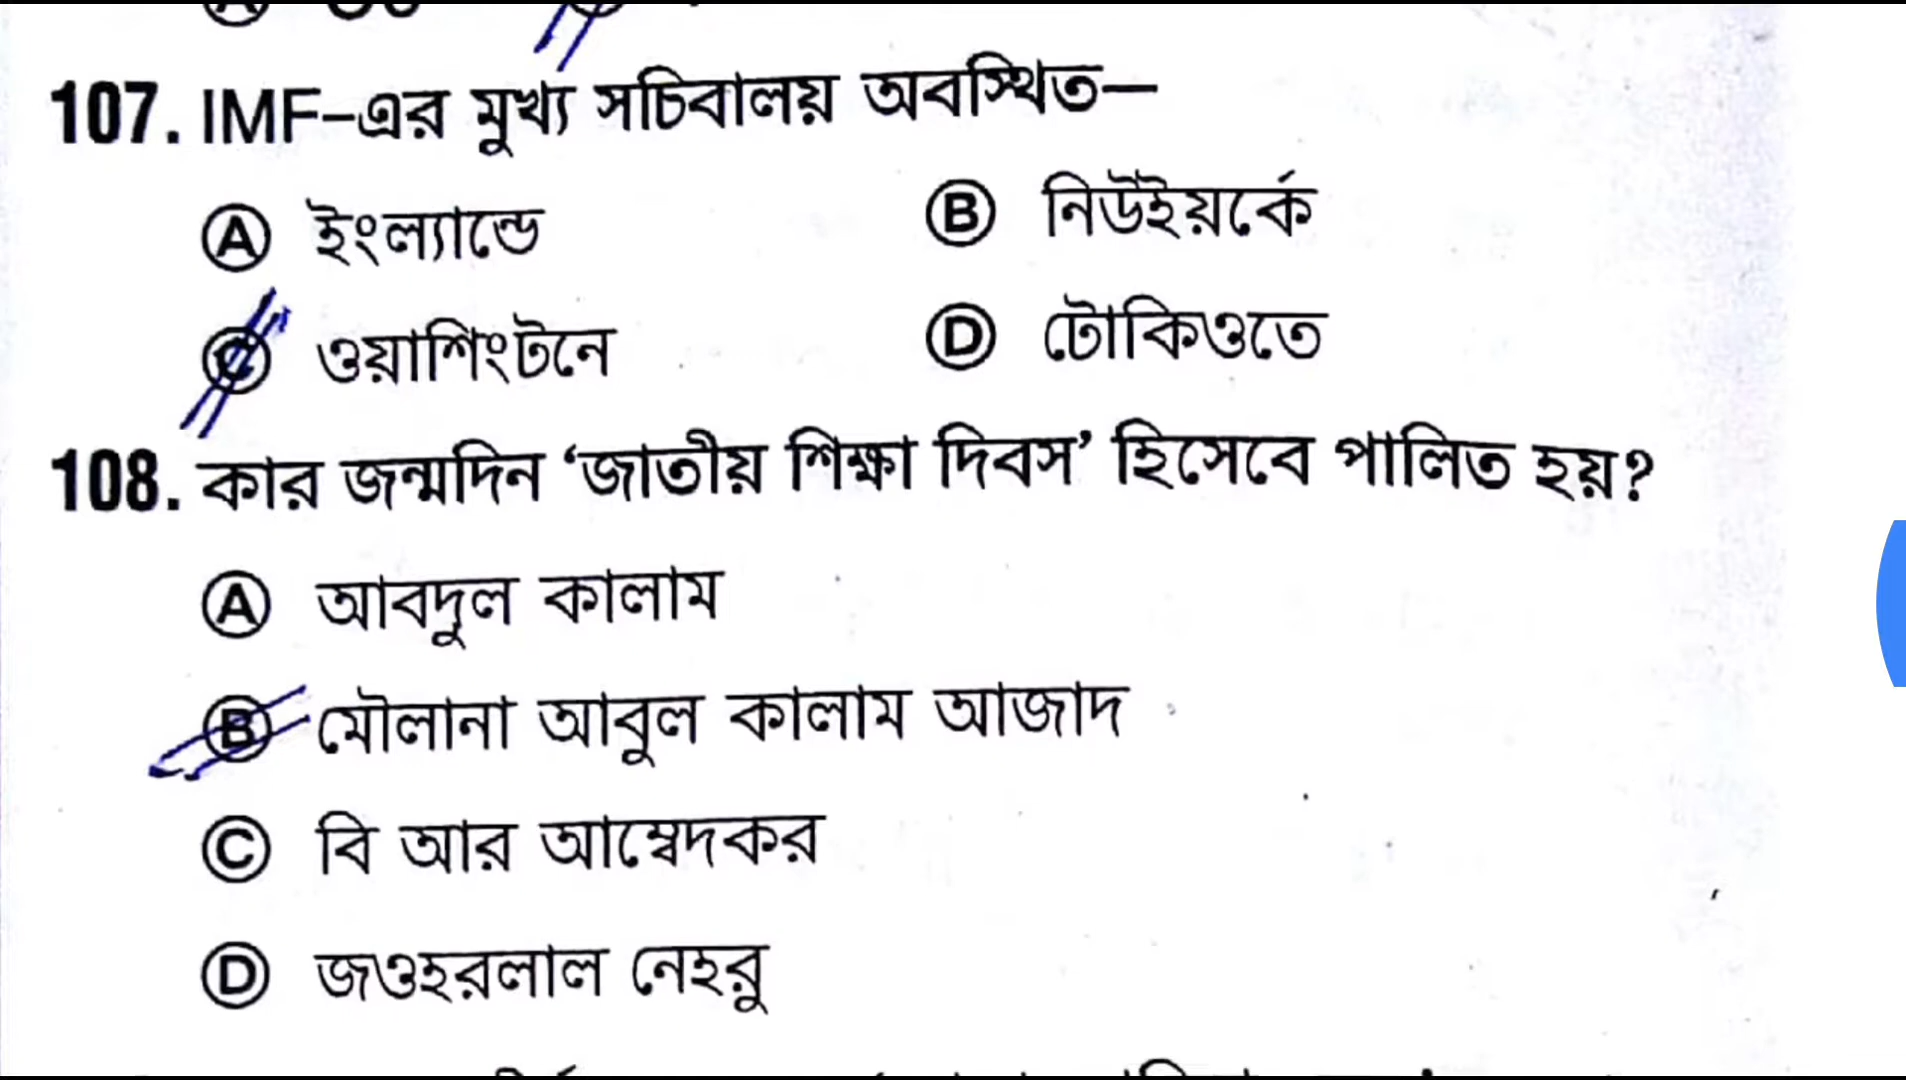 107. IMF-এর মুখ্য সচিবালয় অবস্থিত—
Ⓐ ইংল্যান্ডে Ⓑ নিউইয়র্কে
Ⓒ ওয়াশিংটনে Ⓓ টোকিওতে
108. কার জন্মদিন ‘জাতীয় শিক্ষা দিবস’ হিসেবে পালিত হয়?
Ⓐ আবদুল কালাম
Ⓑ মৌলানা আবুল কালাম আজাদ
Ⓒ বি আর আম্বেদকর
Ⓓ জওহরলাল নেহরু